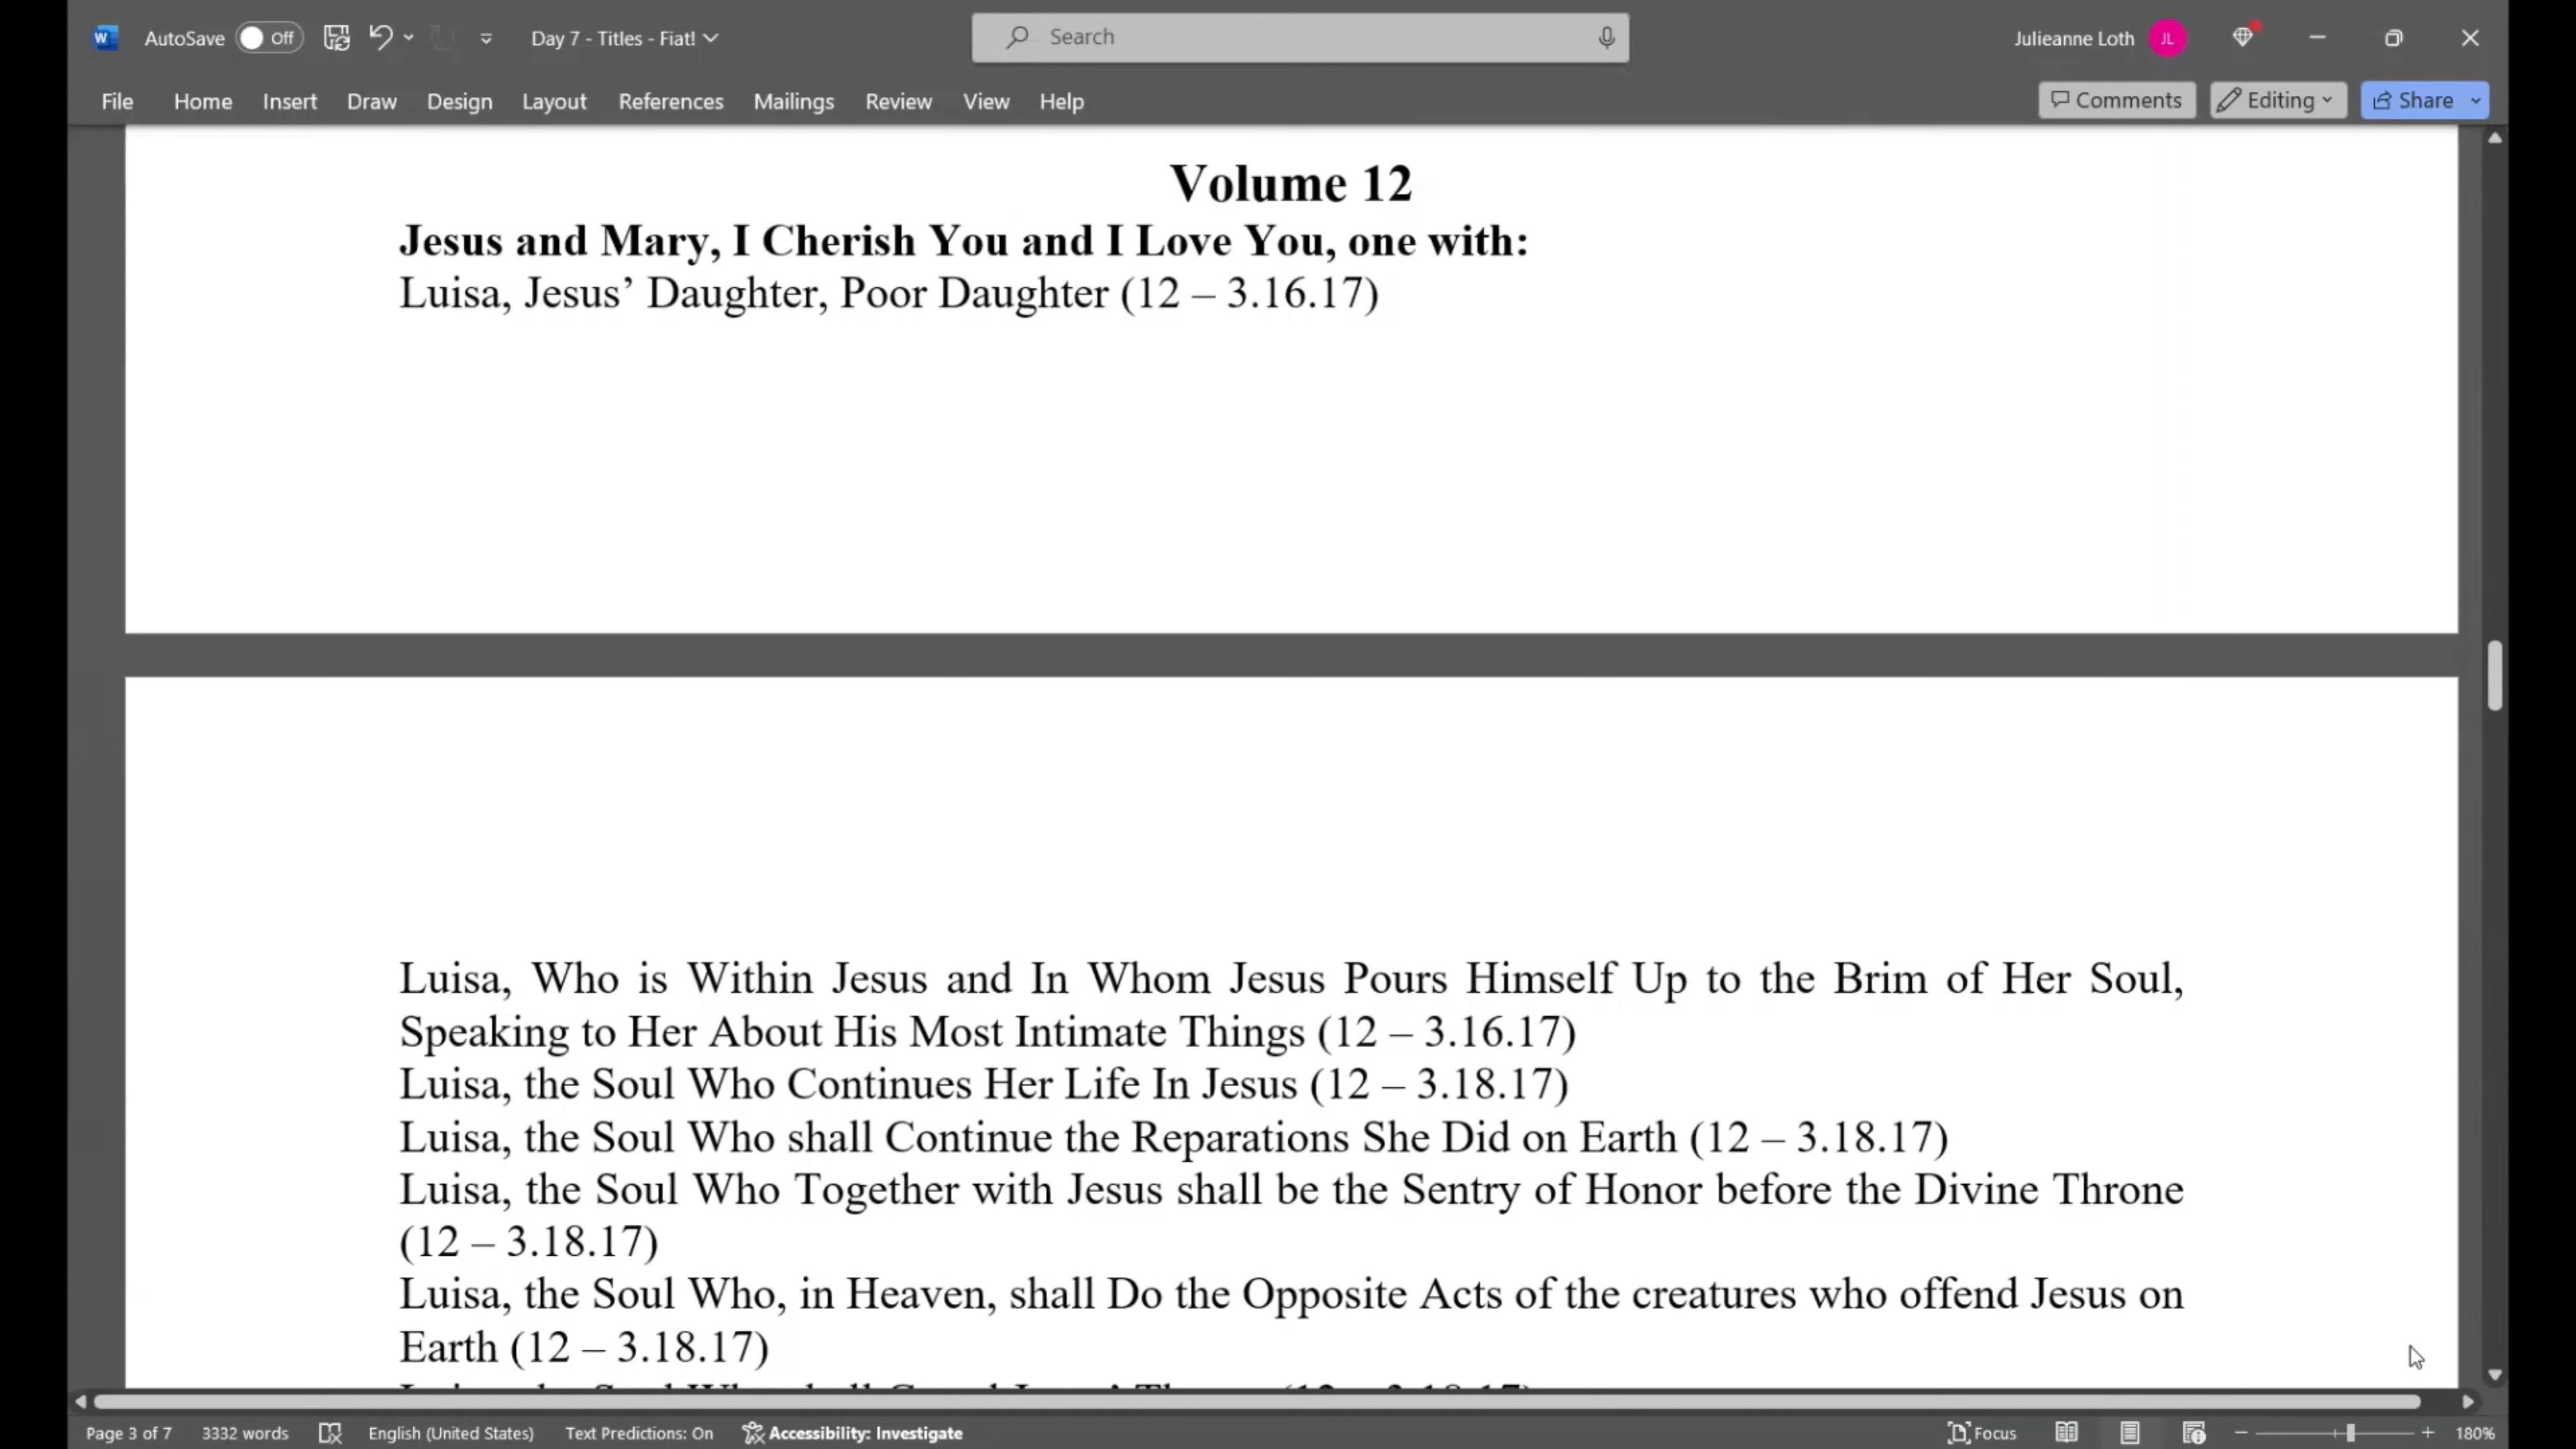 AutoSave Off Day 7 - Titles - Fiat! Search Julieanne Loth JL
File Home Insert Draw Design Layout References Mailings Review View Help Comments Editing Share
Volume 12
Jesus and Mary, I Cherish You and I Love You, one with:
Luisa, Jesus’ Daughter, Poor Daughter (12 – 3.16.17)
Luisa, Who is Within Jesus and In Whom Jesus Pours Himself Up to the Brim of Her Soul,
Speaking to Her About His Most Intimate Things (12 – 3.16.17)
Luisa, the Soul Who Continues Her Life In Jesus (12 – 3.18.17)
Luisa, the Soul Who shall Continue the Reparations She Did on Earth (12 – 3.18.17)
Luisa, the Soul Who Together with Jesus shall be the Sentry of Honor before the Divine Throne
(12 – 3.18.17)
Luisa, the Soul Who, in Heaven, shall Do the Opposite Acts of the creatures who offend Jesus on
Earth (12 – 3.18.17)
Page 3 of 7 3332 words English (United States) Text Predictions: On Accessibility: Investigate Focus 180%